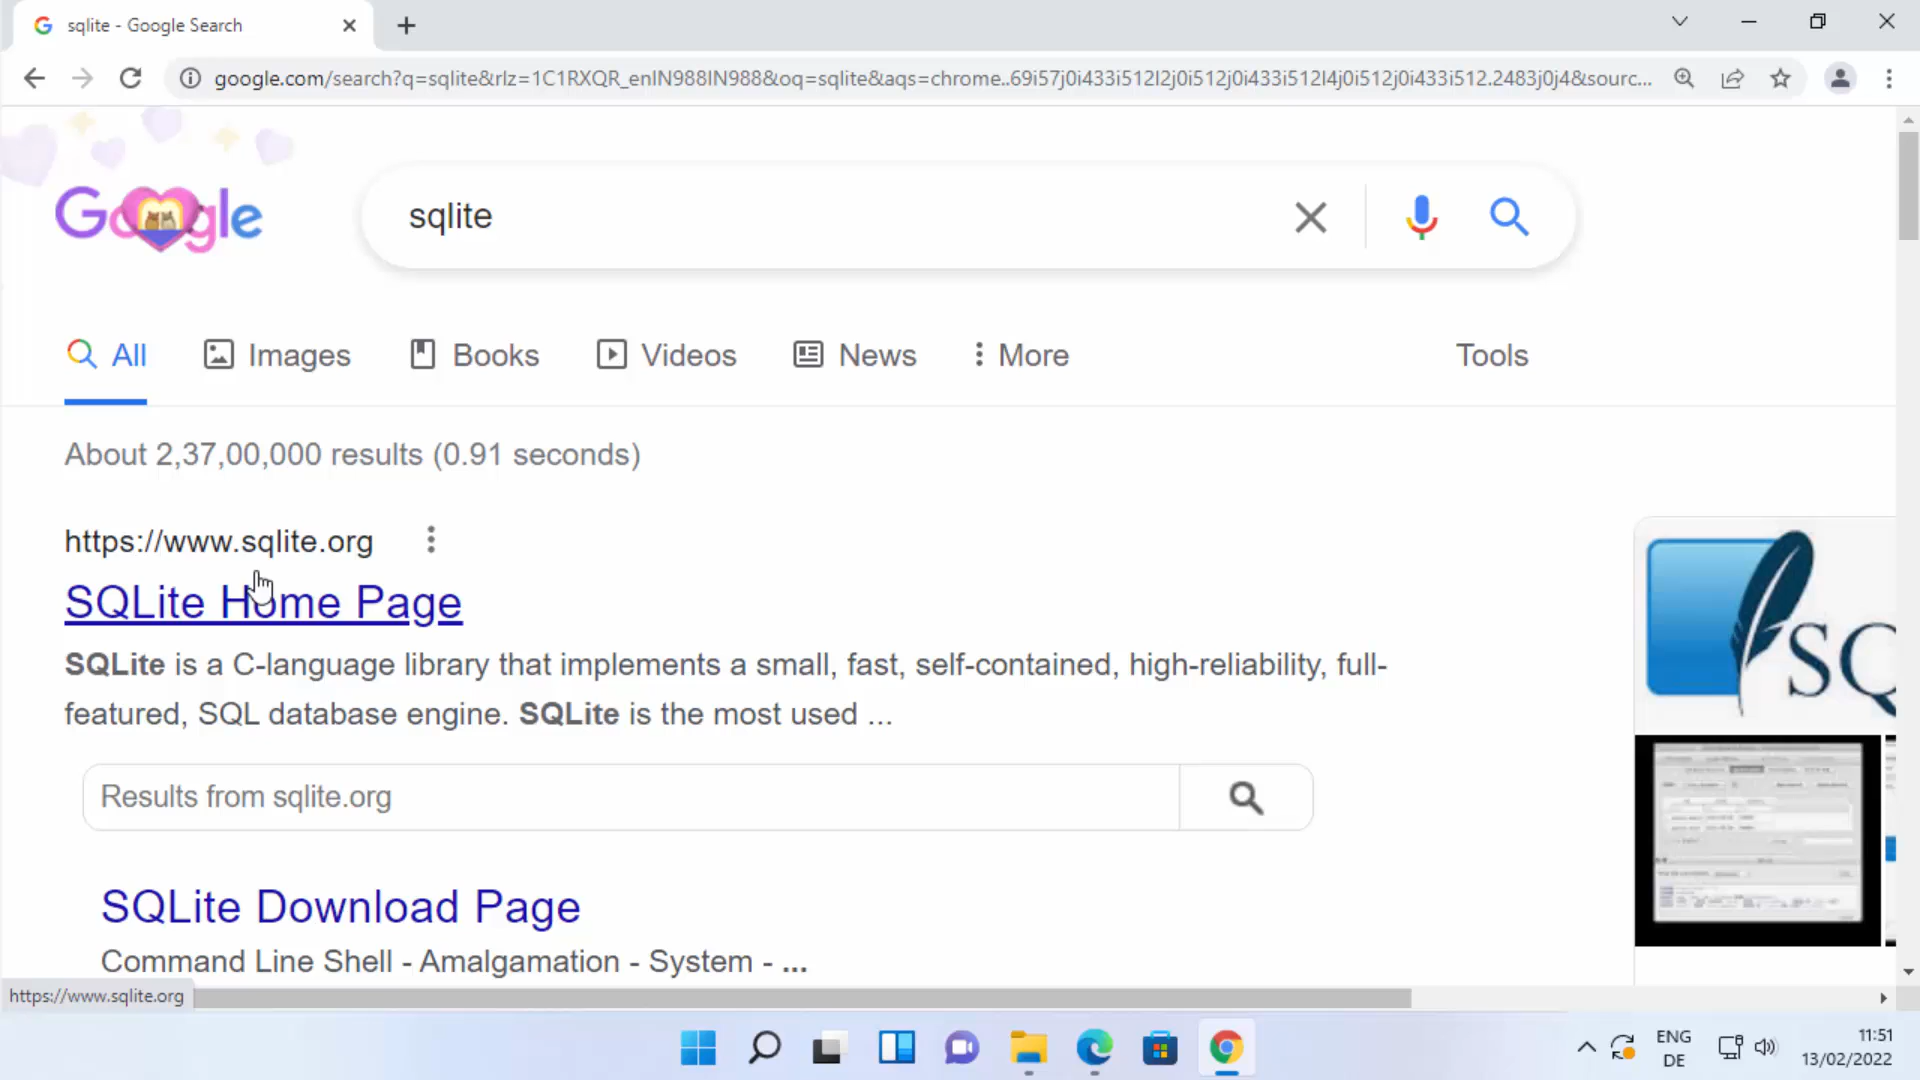 sqlite - Google Search
google.com/search?q=sqlite&rlz=1C1RXQR_enIN988IN988&oq=sqlite&aqs=chrome..69i57j0i433i512l2j0i512j0i433i512l4j0i512j0i433i512.2483j0j4&sourc...
Google
sqlite
All Images Books Videos News More Tools
About 2,37,00,000 results (0.91 seconds)
https://www.sqlite.org
SQLite Home Page
SQLite is a C-language library that implements a small, fast, self-contained, high-reliability, full-
featured, SQL database engine. SQLite is the most used ...
SQ
Results from sqlite.org
SQLite Download Page
Command Line Shell - Amalgamation - System - ...
https://www.sqlite.org
ENG
DE
11:51
13/02/2022